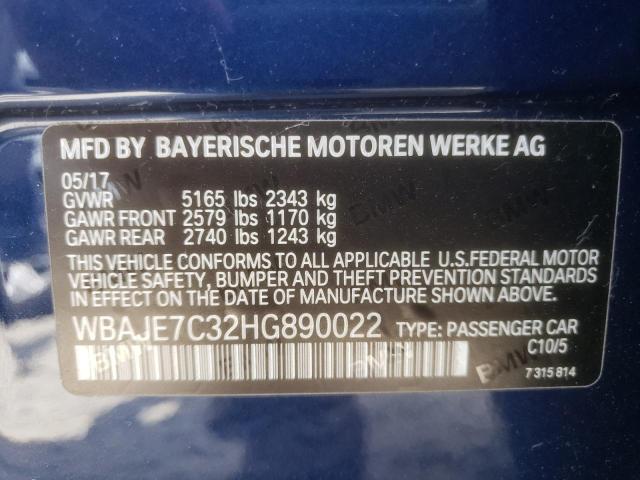 MFD BY BAYERISCHE MOTOREN WERKE AG
05/17
GVWR 5165 lbs 2343 kg
GAWR FRONT 2579 lbs 1170 kg
GAWR REAR 2740 lbs 1243 kg
THIS VEHICLE CONFORMS TO ALL APPLICABLE U.S.FEDERAL MOTOR
VEHICLE SAFETY, BUMPER AND THEFT PREVENTION STANDARDS
IN EFFECT ON THE DATE OF MANUFACTURE SHOWN ABOVE.
WBAJE7C32HG890022 TYPE: PASSENGER CAR
C10/5
7 315 814
BMW
BMW
BMW